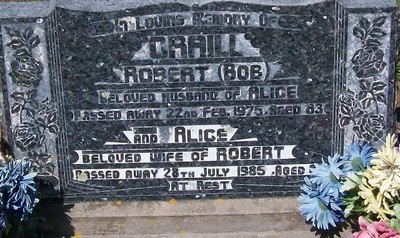 In Loving Memory Of
CRAILL
ROBERT (BOB)
BELOVED HUSBAND OF ALICE
PASSED AWAY 22ND FEB. 1975. AGED 83
AND ALICE
BELOVED WIFE OF ROBERT
PASSED AWAY 28TH JULY 1985. AGED
AT REST